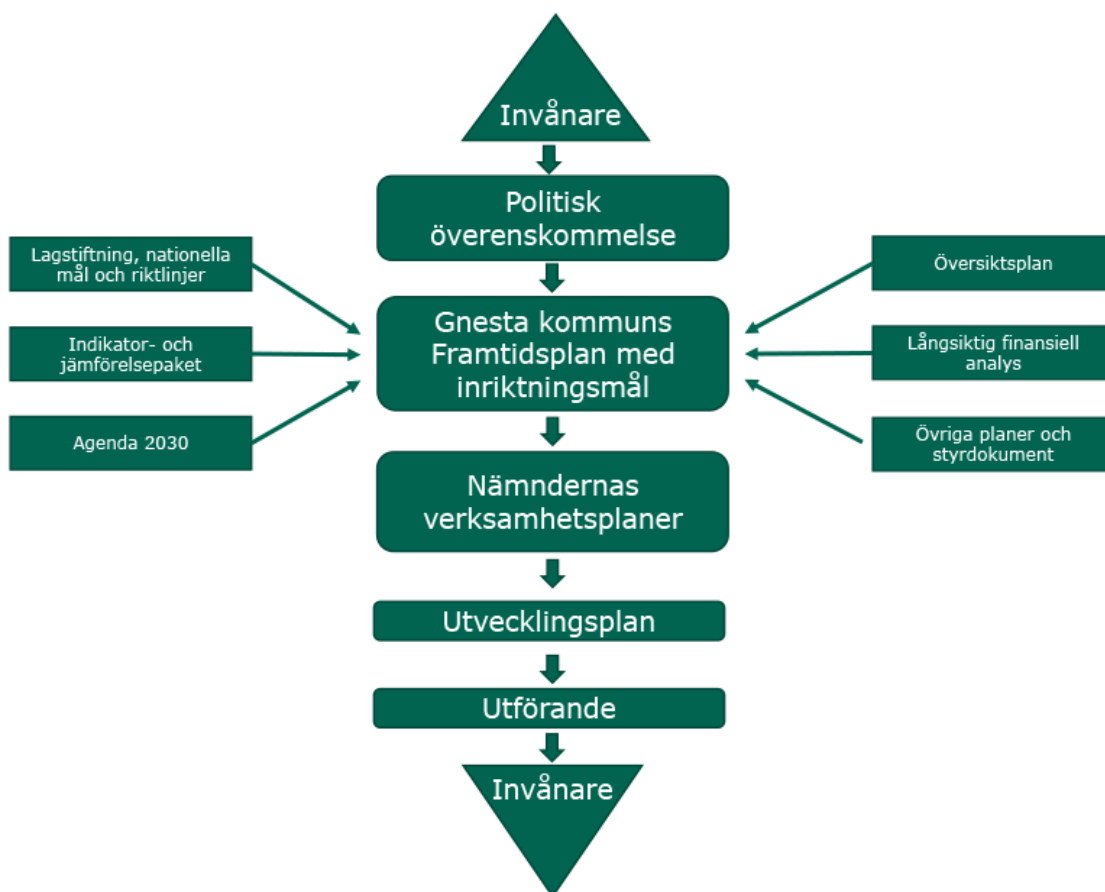 Invånare
Politisk
överenskommelse
Lagstiftning, nationella
mål och riktlinjer
Indikator- och
jämförelsepaket
Agenda 2030
Gnesta kommuns
Framtidsplan med
inriktningsmål
Översiktsplan
Långsiktig finansiell
analys
Övriga planer och
styrdokument
Nämndernas
verksamhetsplaner
Utvecklingsplan
Utförande
Invånare